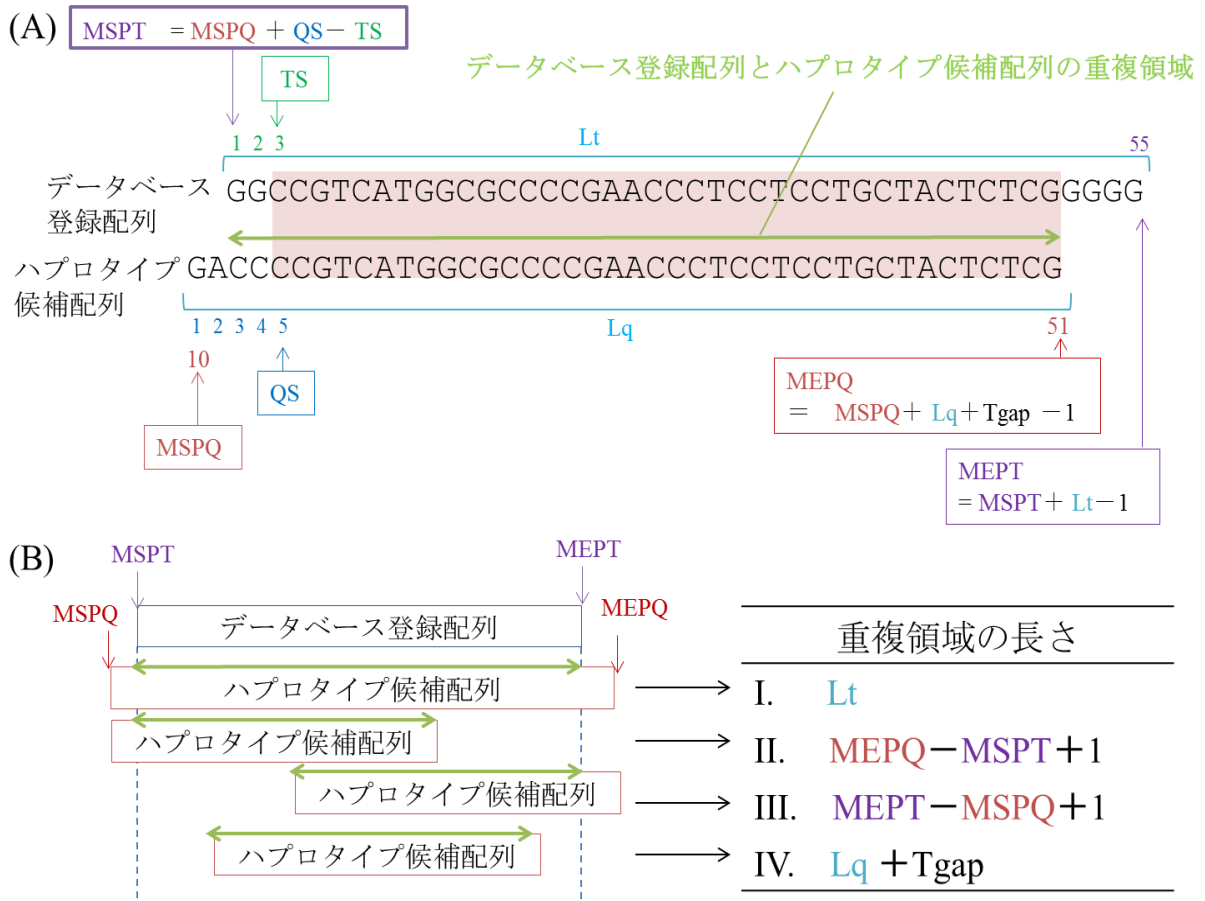 (A)
MSPT = MSPQ + QS− TS
TS
データベース登録配列とハプロタイプ候補配列の重複領域
1 2 3
Lt
55
データベース
登録配列
GGCCGTCATGGCGCCCCGAACCCTCCTCCTGCTACTCTCGGGGG
ハプロタイプ
候補配列
GACCCCGTCATGGCGCCCCGAACCCTCCTCCTGCTACTCTCG
1 2 3 4 5
Lq
51
10
QS
MSPQ
MEPQ
= MSPQ+ Lq+Tgap −1
MEPT
= MSPT+ Lt−1
(B)
MSPT
MEPT
MSPQ
MEPQ
データベース登録配列
ハプロタイプ候補配列
ハプロタイプ候補配列
ハプロタイプ候補配列
ハプロタイプ候補配列
重複領域の長さ
I. Lt
II. MEPQ−MSPT+1
III. MEPT−MSPQ+1
IV. Lq +Tgap